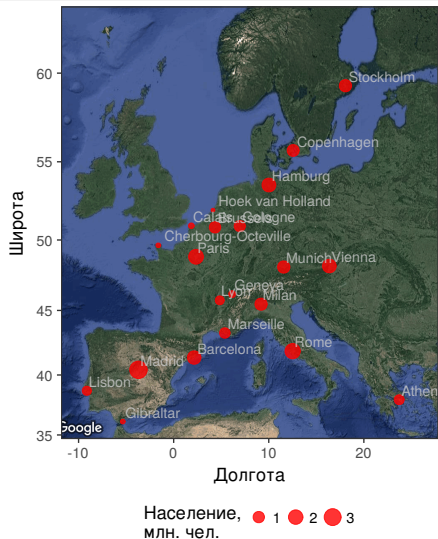 60
55
50
45
40
35
Широта
Stockholm
Copenhagen
Hamburg
Hoek van Holland
Calais
Brussels
Cologne
Cherbourg-Octeville
Paris
Munich
Vienna
Geneva
Lyon
Milan
Marseille
Rome
Barcelona
Madrid
Lisbon
Athen
Gibraltar
Google
-10 0 10 20
Долгота
Население,
млн. чел.
1 2 3